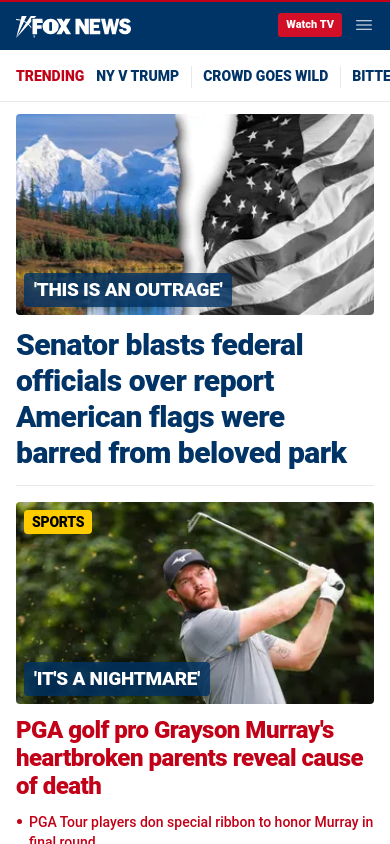 FOX NEWS
Watch TV
TRENDING NY V TRUMP CROWD GOES WILD BITTE
'THIS IS AN OUTRAGE'
Senator blasts federal
officials over report
American flags were
barred from beloved park
SPORTS
'IT'S A NIGHTMARE'
PGA golf pro Grayson Murray's
heartbroken parents reveal cause
of death
• PGA Tour players don special ribbon to honor Murray in
final round